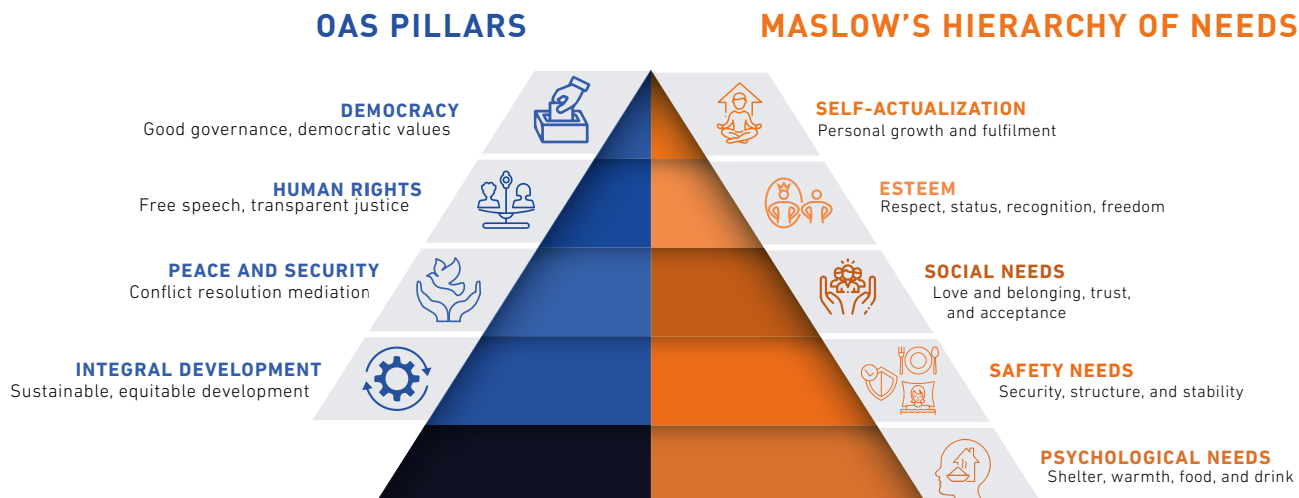 OAS PILLARS
DEMOCRACY
Good governance, democratic values
HUMAN RIGHTS
Free speech, transparent justice
PEACE AND SECURITY
Conflict resolution mediation
INTEGRAL DEVELOPMENT
Sustainable, equitable development
MASLOW'S HIERARCHY OF NEEDS
SELF-ACTUALIZATION
Personal growth and fulfilment
ESTEEM
Respect, status, recognition, freedom
SOCIAL NEEDS
Love and belonging, trust,
and acceptance
SAFETY NEEDS
Security, structure, and stability
PSYCHOLOGICAL NEEDS
Shelter, warmth, food, and drink